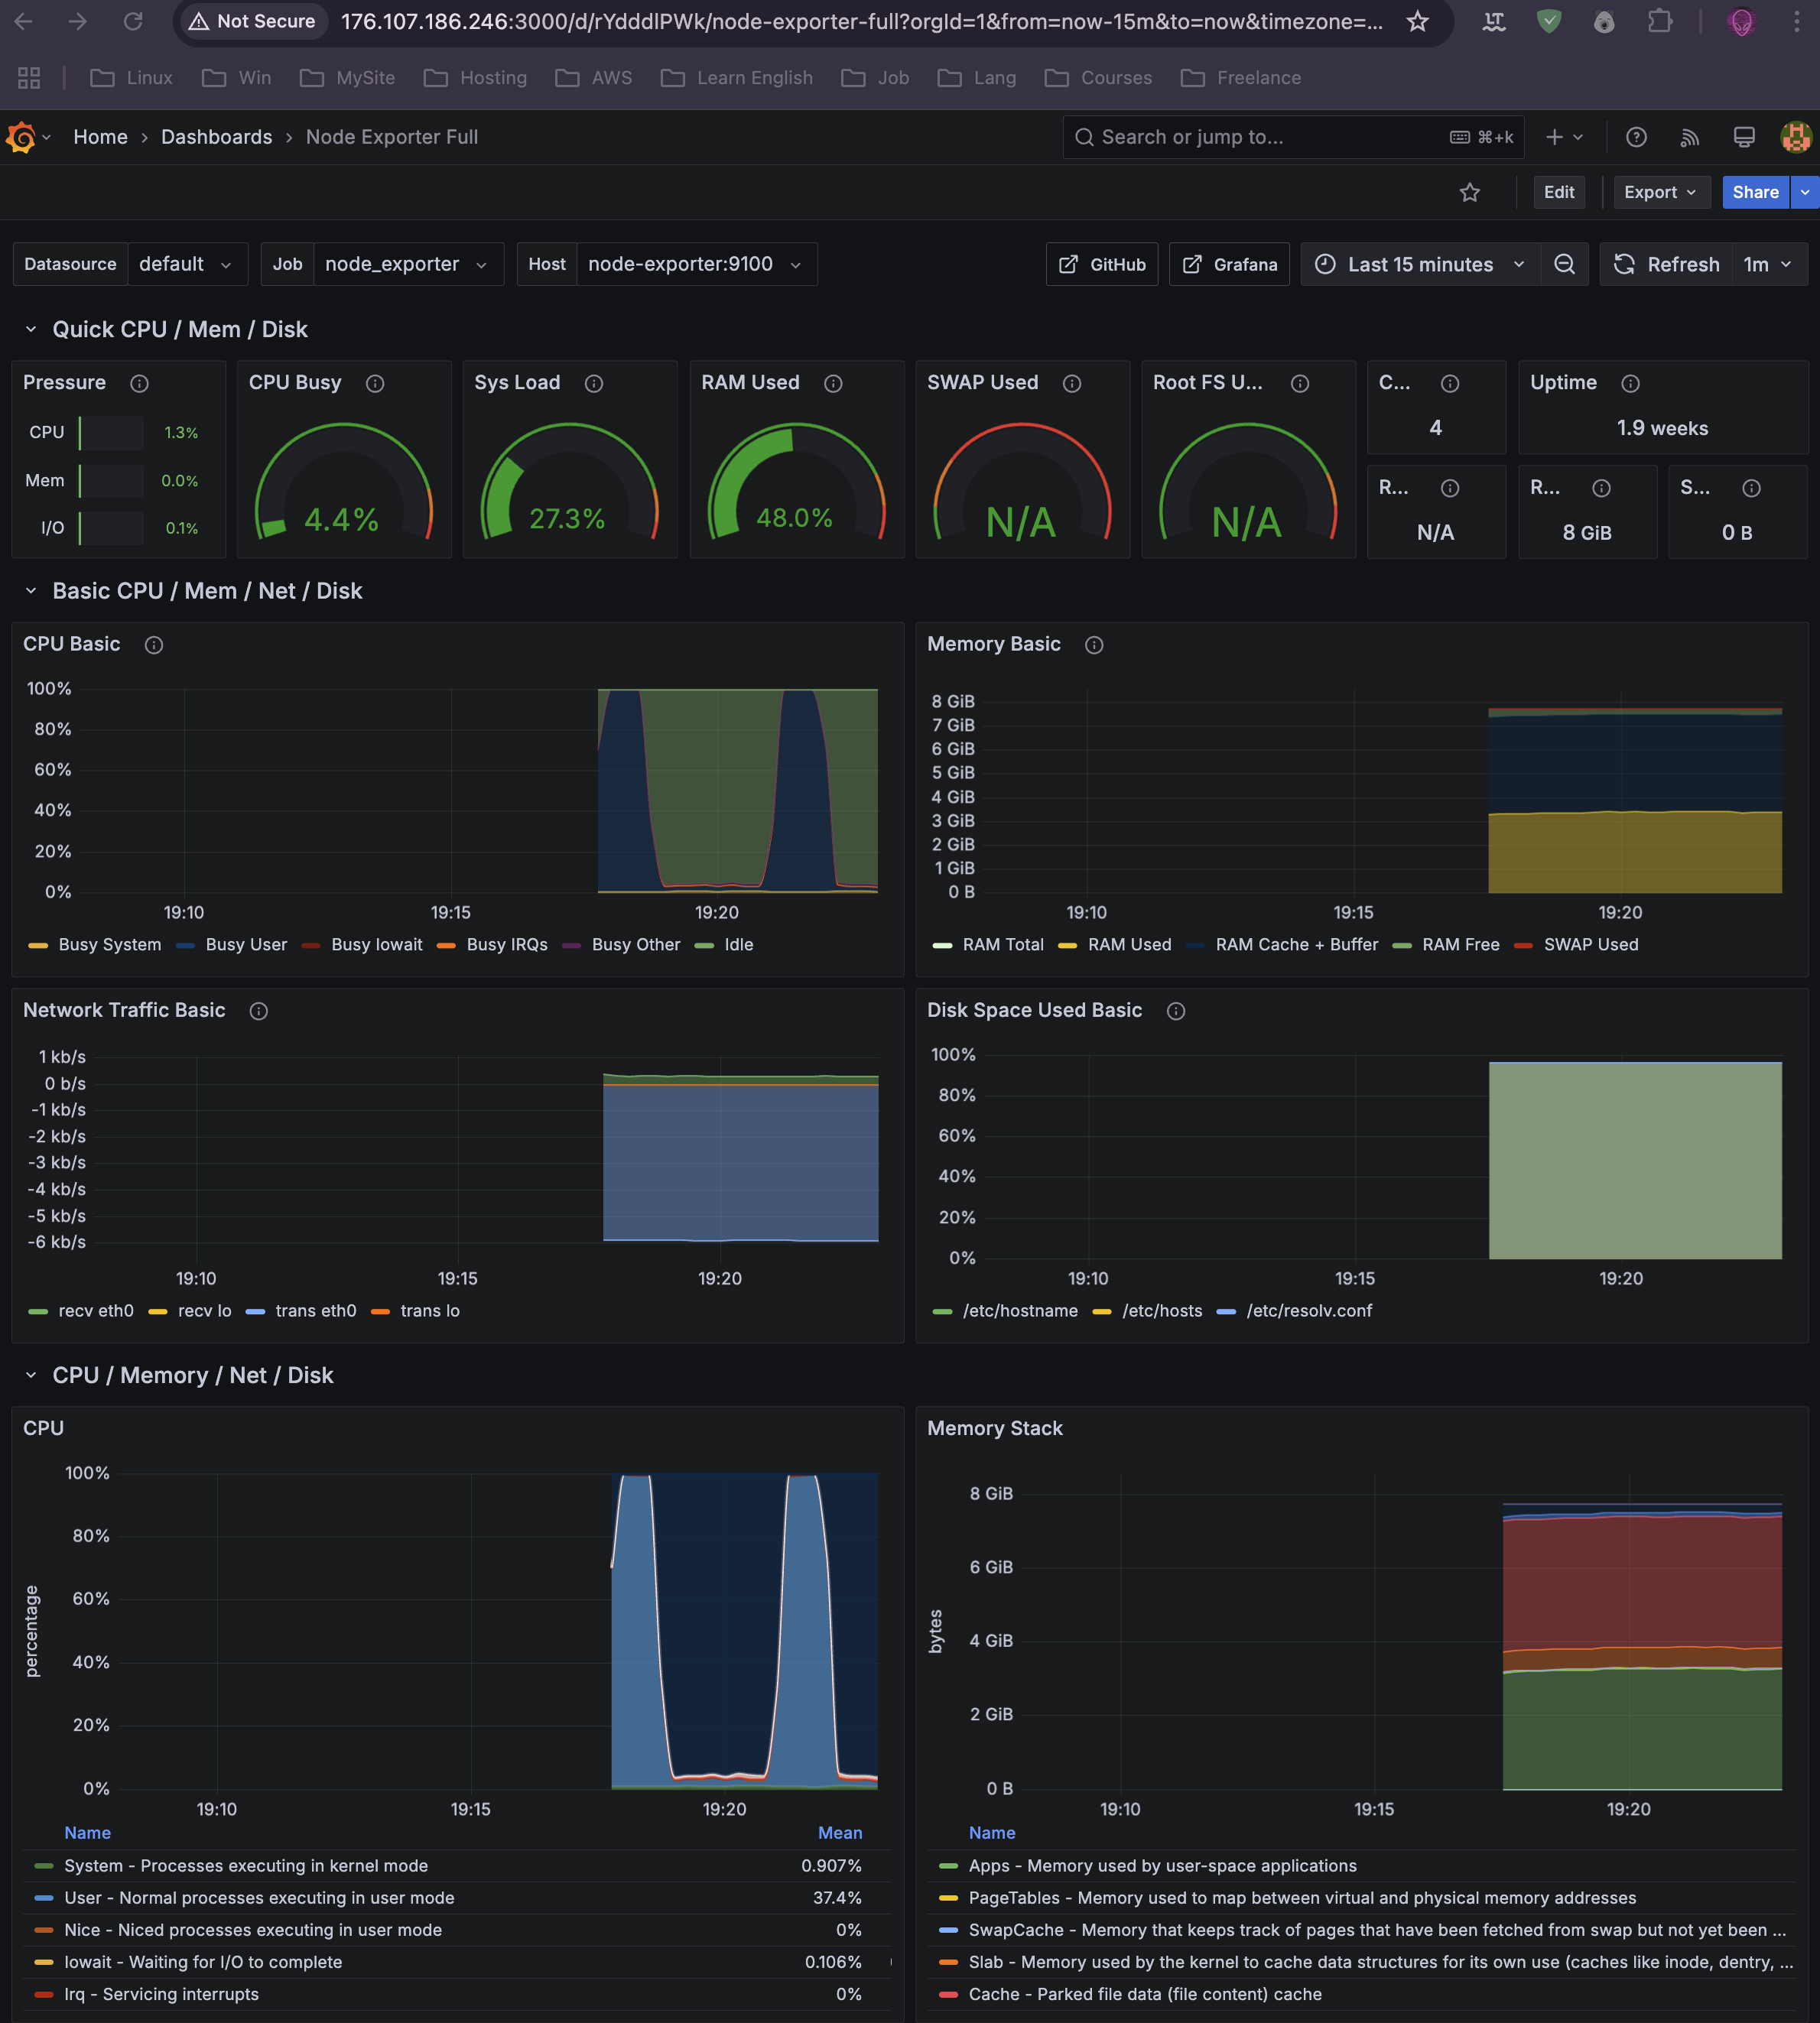 Not Secure 176.107.186.246:3000/d/rYdddlPWk/node-exporter-full?orgId=1&from=now-15m&to=now&timezone=...
Linux Win MySite Hosting AWS Learn English Job Lang Courses Freelance
Home › Dashboards › Node Exporter Full Search or jump to... ⌘+k
Edit Export Share
Datasource default Job node_exporter Host node-exporter:9100 GitHub Grafana Last 15 minutes Refresh 1m
Quick CPU / Mem / Disk
Pressure CPU Busy Sys Load RAM Used SWAP Used Root FS U... C... Uptime
CPU 1.3%
Mem 0.0%
I/O 0.1%
4.4%
27.3%
48.0%
N/A
N/A
4
1.9 weeks
R... R... S...
N/A 8 GiB 0 B
Basic CPU / Mem / Net / Disk
CPU Basic
100%
80%
60%
40%
20%
0%
19:10 19:15 19:20
Busy System Busy User Busy Iowait Busy IRQs Busy Other Idle
Memory Basic
8 GiB
7 GiB
6 GiB
5 GiB
4 GiB
3 GiB
2 GiB
1 GiB
0 B
19:10 19:15 19:20
RAM Total RAM Used RAM Cache + Buffer RAM Free SWAP Used
Network Traffic Basic
1 kb/s
0 b/s
-1 kb/s
-2 kb/s
-3 kb/s
-4 kb/s
-5 kb/s
-6 kb/s
19:10 19:15 19:20
recv eth0 recv lo trans eth0 trans lo
Disk Space Used Basic
100%
80%
60%
40%
20%
0%
19:10 19:15 19:20
/etc/hostname /etc/hosts /etc/resolv.conf
CPU / Memory / Net / Disk
CPU
percentage
100%
80%
60%
40%
20%
0%
19:10 19:15 19:20
Name Mean
System - Processes executing in kernel mode 0.907%
User - Normal processes executing in user mode 37.4%
Nice - Niced processes executing in user mode 0%
Iowait - Waiting for I/O to complete 0.106%
Irq - Servicing interrupts 0%
Memory Stack
bytes
8 GiB
6 GiB
4 GiB
2 GiB
0 B
19:10 19:15 19:20
Name
Apps - Memory used by user-space applications
PageTables - Memory used to map between virtual and physical memory addresses
SwapCache - Memory that keeps track of pages that have been fetched from swap but not yet been ...
Slab - Memory used by the kernel to cache data structures for its own use (caches like inode, dentry, ...
Cache - Parked file data (file content) cache